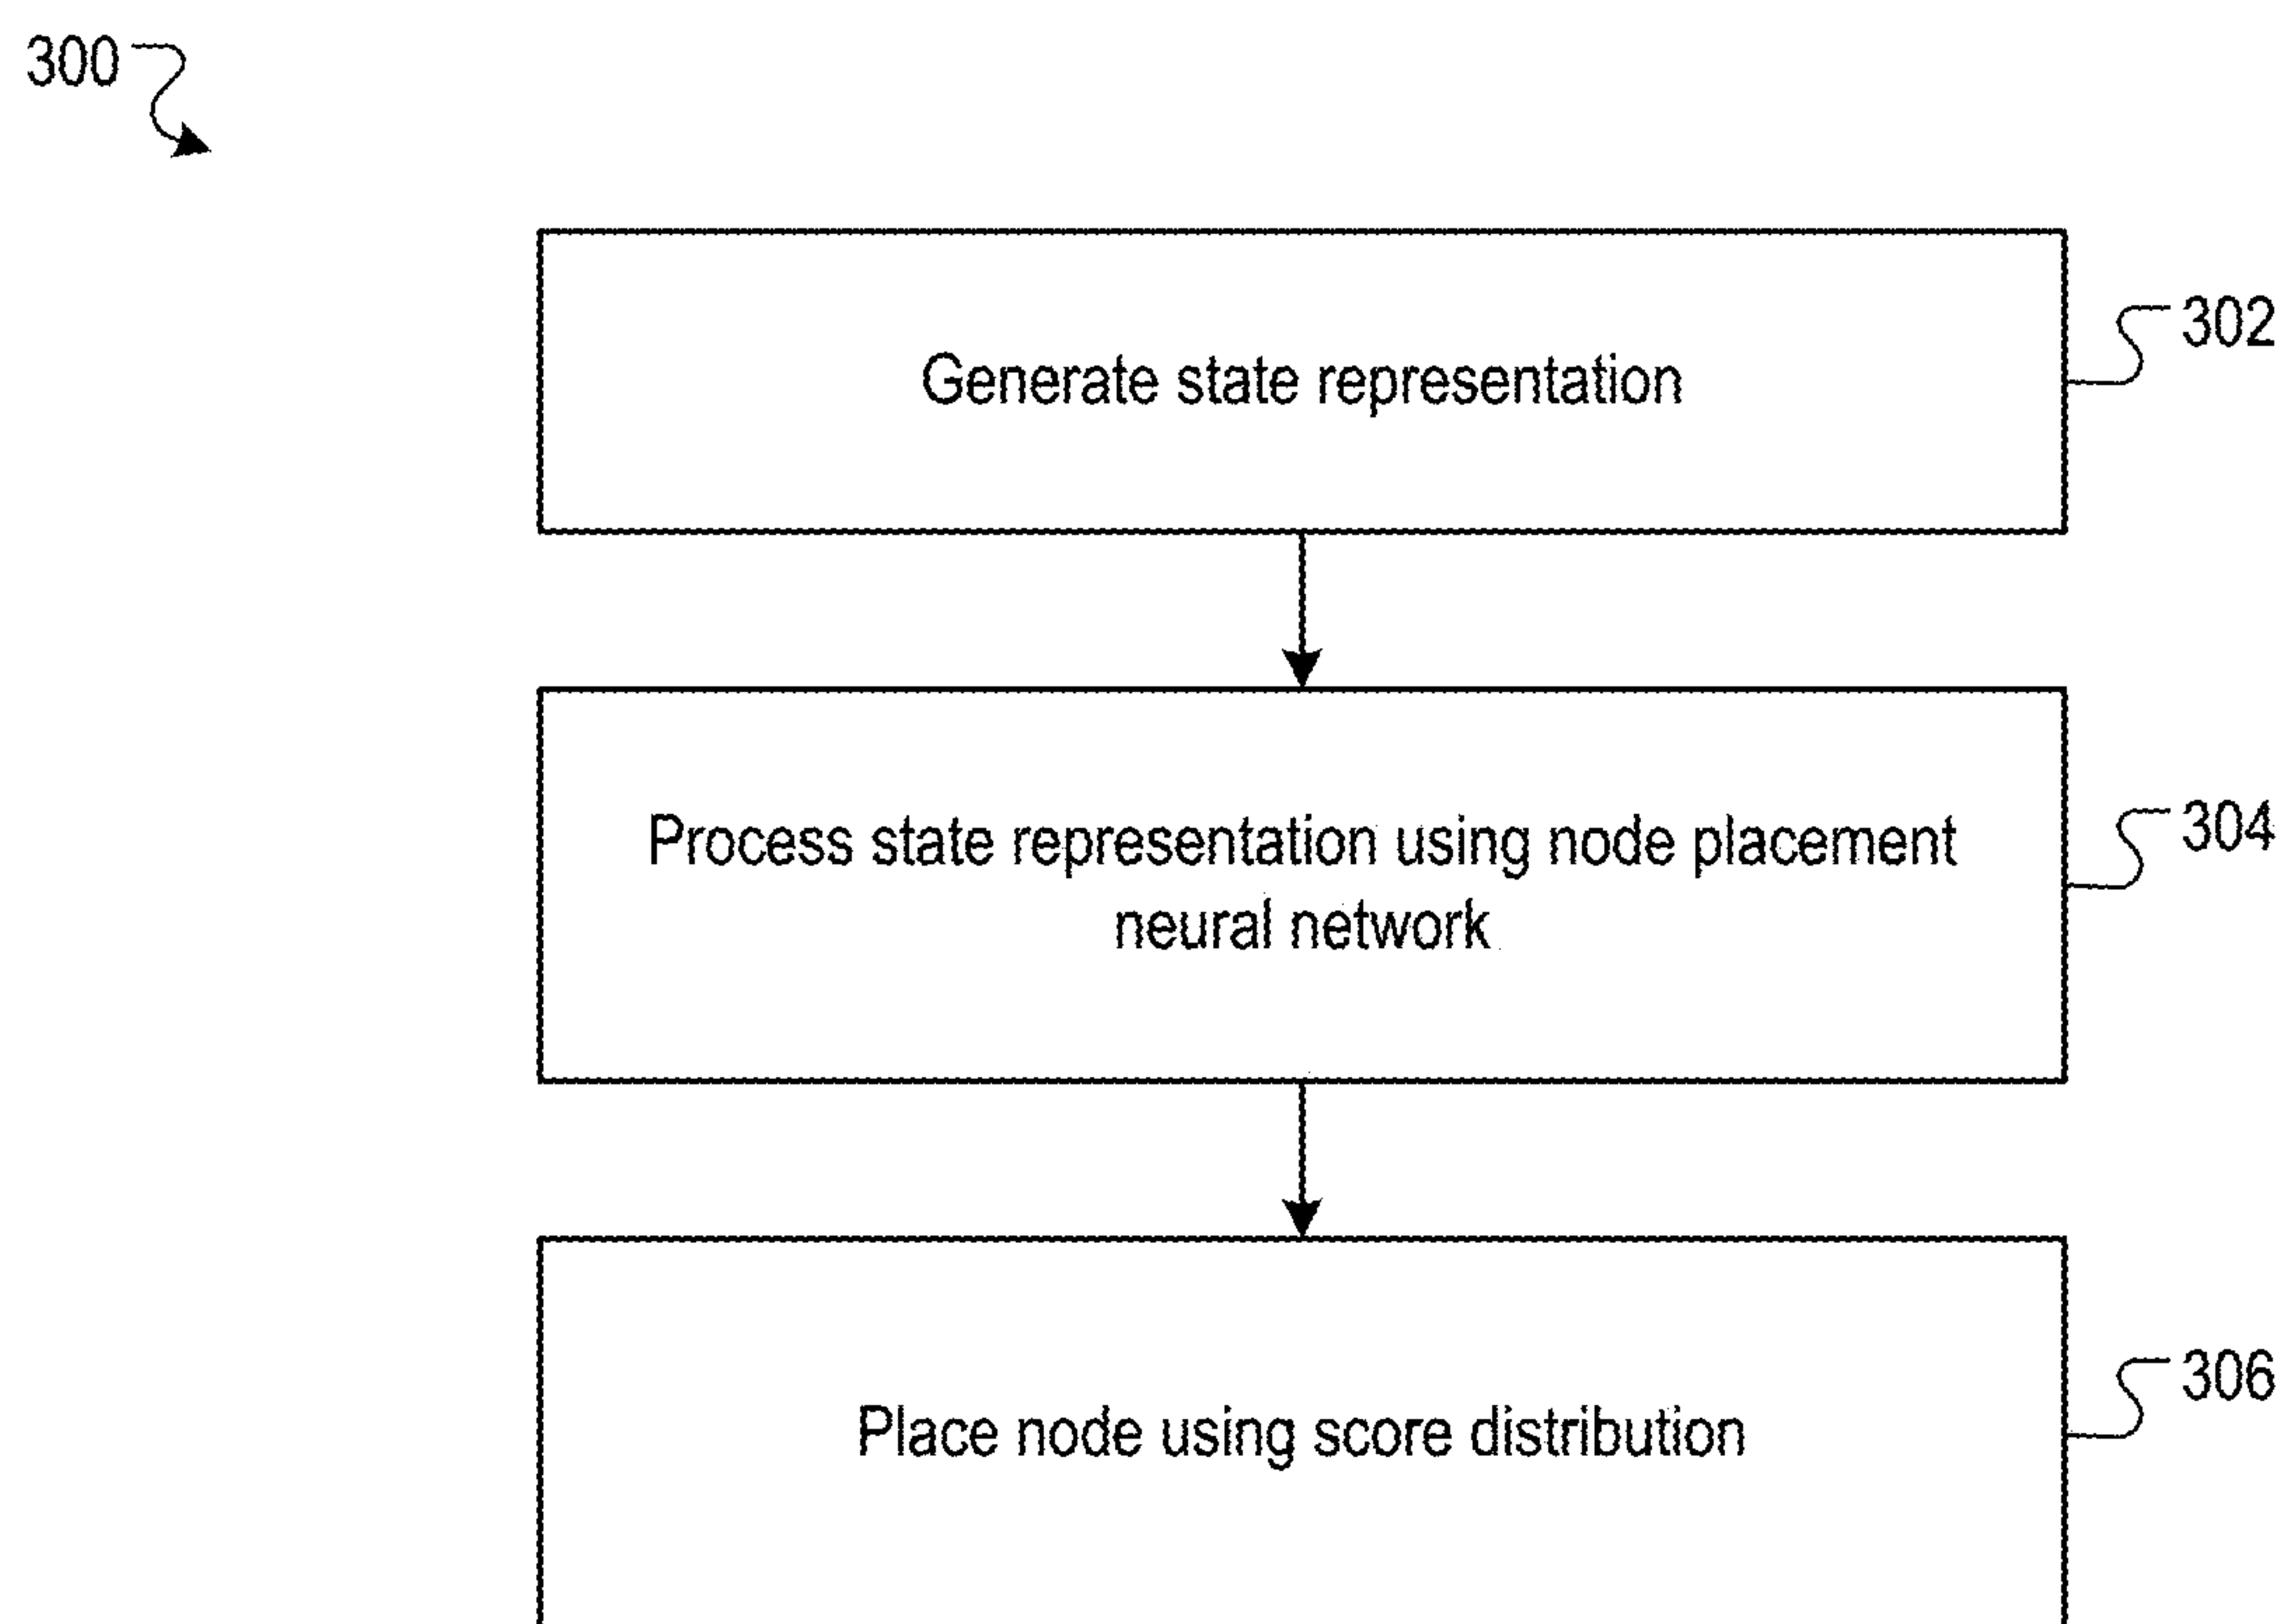 300
Generate state representation
302
Process state representation using node placement
neural network
304
Place node using score distribution
306